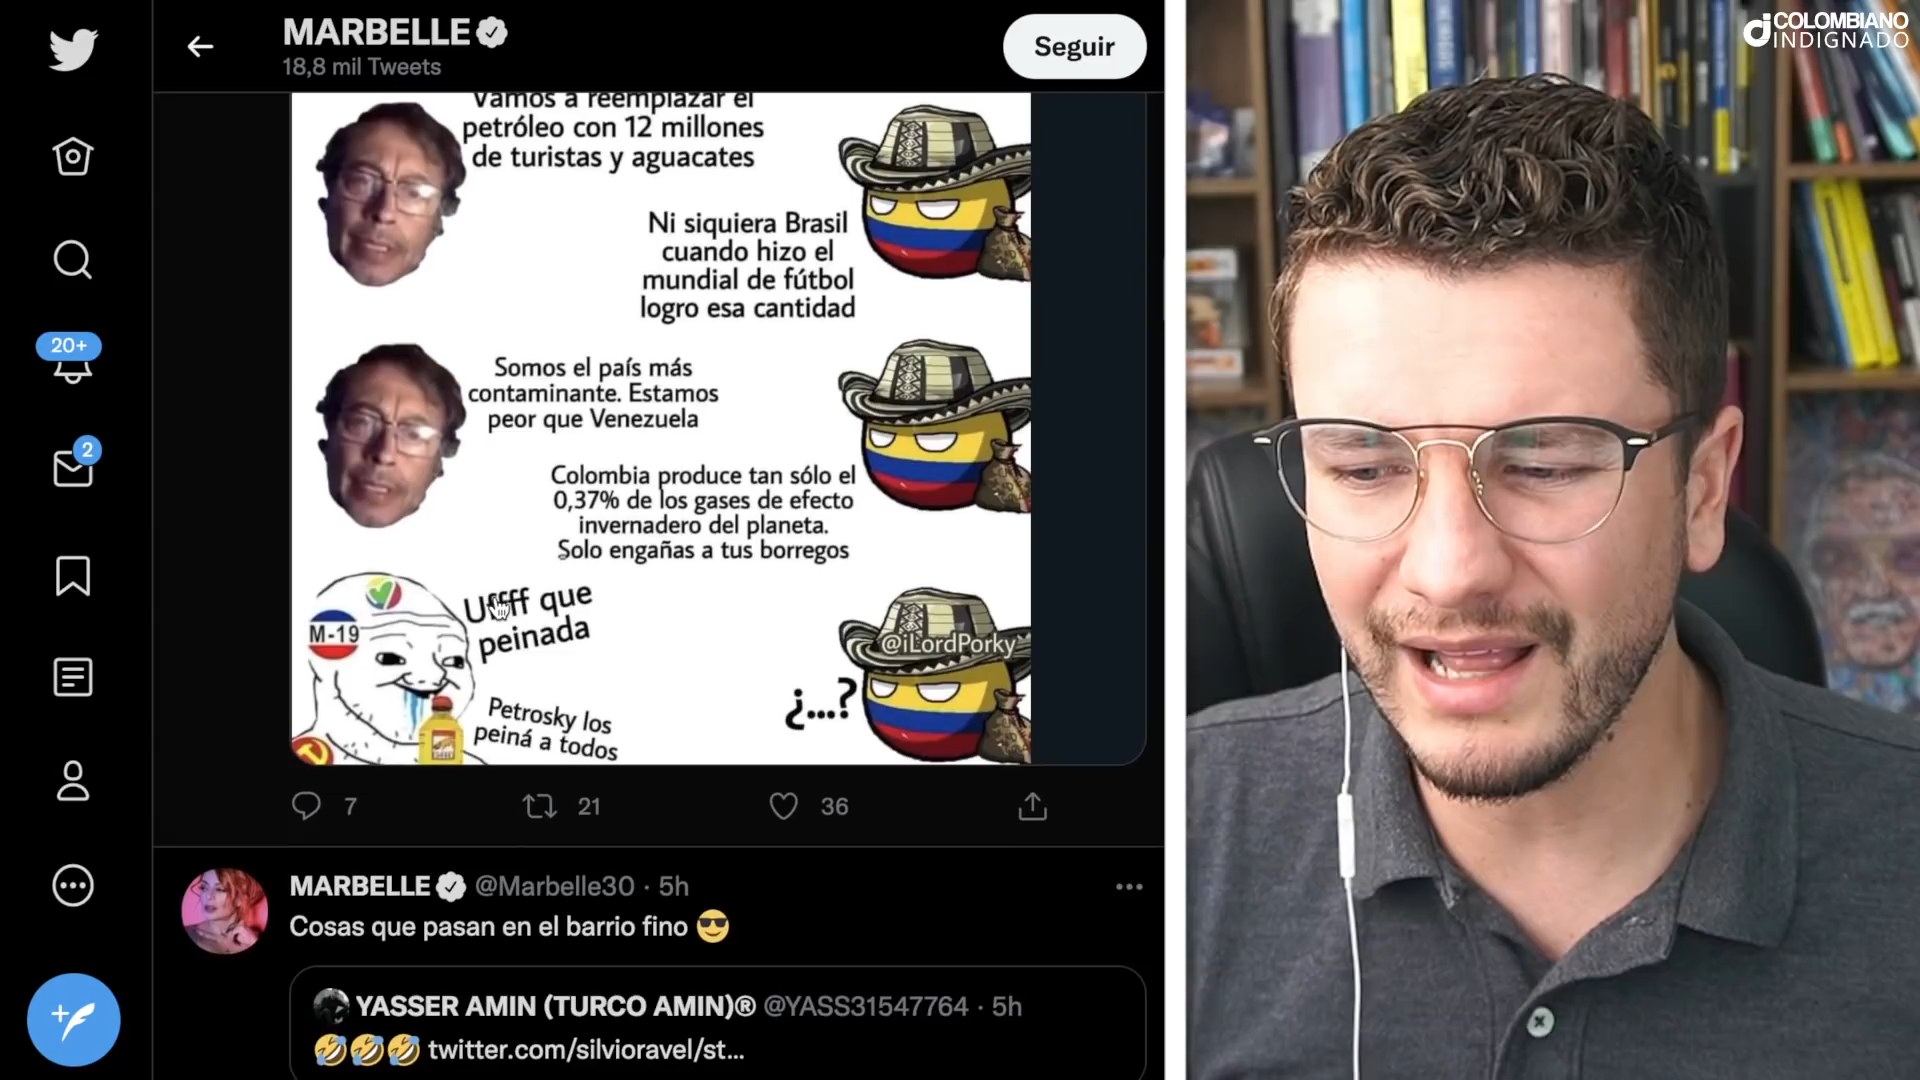 MARBELLE
18,8 mil Tweets
Seguir
COLOMBIANO
INDIGNADO
20+
2
Vamos a reemplazar el
petróleo con 12 millones
de turistas y aguacates
Ni siquiera Brasil
cuando hizo el
mundial de fútbol
logro esa cantidad
Somos el país más
contaminante. Estamos
peor que Venezuela
Colombia produce tan sólo el
0,37% de los gases de efecto
invernadero del planeta.
Solo engañas a tus borregos
M-19
Uffff que
peinada
@iLordPorky
¿...?
Petrosky los
peiná a todos
7
21
36
MARBELLE @Marbelle30 · 5h
Cosas que pasan en el barrio fino 😎
YASSER AMIN (TURCO AMIN)® @YASS31547764 · 5h
🤣🤣🤣 twitter.com/silvioravel/st...